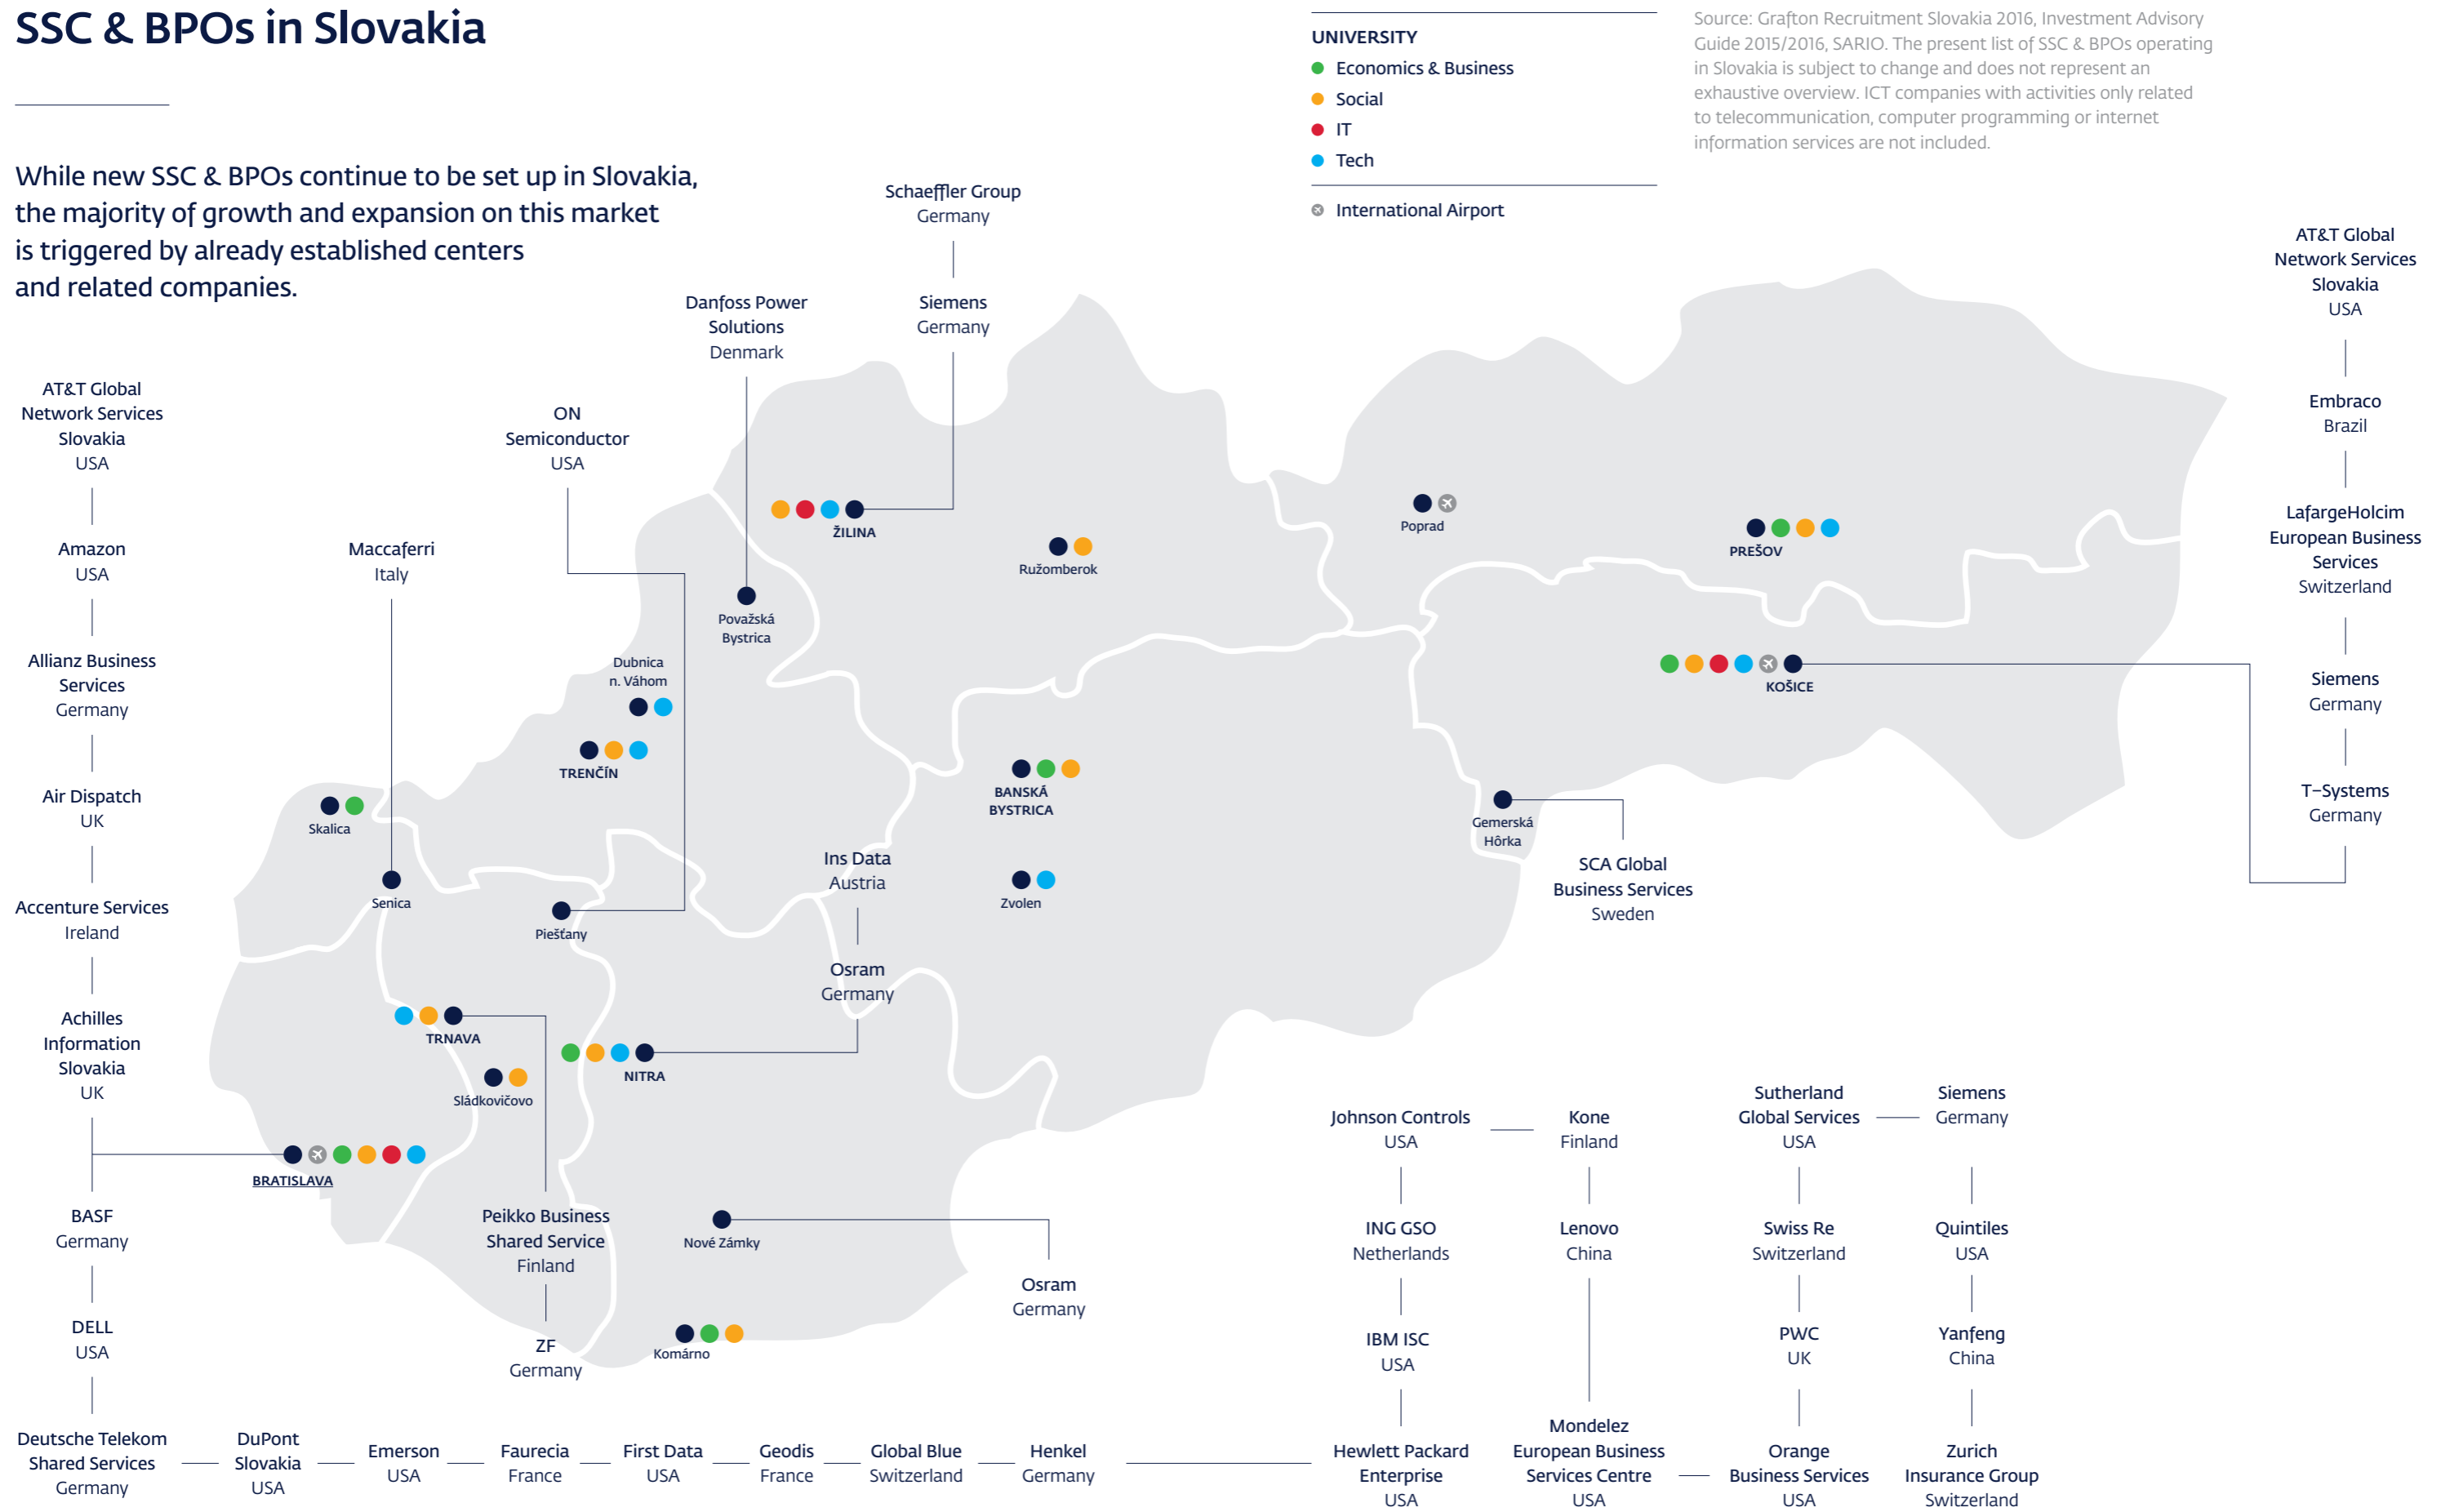 SSC & BPOs in Slovakia
While new SSC & BPOs continue to be set up in Slovakia,
the majority of growth and expansion on this market
is triggered by already established centers
and related companies.
UNIVERSITY
Economics & Business
Social
IT
Tech
International Airport
Source: Grafton Recruitment Slovakia 2016, Investment Advisory
Guide 2015/2016, SARIO. The present list of SSC & BPOs operating
in Slovakia is subject to change and does not represent an
exhaustive overview. ICT companies with activities only related
to telecommunication, computer programming or internet
information services are not included.
AT&T Global
Network Services
Slovakia
USA
Amazon
USA
Allianz Business
Services
Germany
Air Dispatch
UK
Accenture Services
Ireland
Achilles
Information
Slovakia
UK
BASF
Germany
DELL
USA
Deutsche Telekom
Shared Services
Germany
DuPont
Slovakia
USA
Emerson
USA
Faurecia
France
First Data
USA
Geodis
France
Global Blue
Switzerland
Henkel
Germany
Hewlett Packard
Enterprise
USA
IBM ISC
USA
ING GSO
Netherlands
Johnson Controls
USA
Kone
Finland
Lenovo
China
Mondelez
European Business
Services Centre
USA
Orange
Business Services
USA
PWC
UK
Swiss Re
Switzerland
Sutherland
Global Services
USA
Siemens
Germany
Quintiles
USA
Yanfeng
China
Zurich
Insurance Group
Switzerland
Maccaferri
Italy
ON
Semiconductor
USA
Danfoss Power
Solutions
Denmark
Schaeffler Group
Germany
Siemens
Germany
AT&T Global
Network Services
Slovakia
USA
Embraco
Brazil
LafargeHolcim
European Business
Services
Switzerland
Siemens
Germany
T–Systems
Germany
SCA Global
Business Services
Sweden
Ins Data
Austria
Osram
Germany
Peikko Business
Shared Service
Finland
ZF
Germany
Osram
Germany
ŽILINA
Ružomberok
Poprad
PREŠOV
Považská
Bystrica
Dubnica
n. Váhom
TRENČÍN
KOŠICE
BANSKÁ
BYSTRICA
Skalica
Gemerská
Hôrka
Senica
Piešťany
Zvolen
TRNAVA
NITRA
Sládkovičovo
BRATISLAVA
Nové Zámky
Komárno